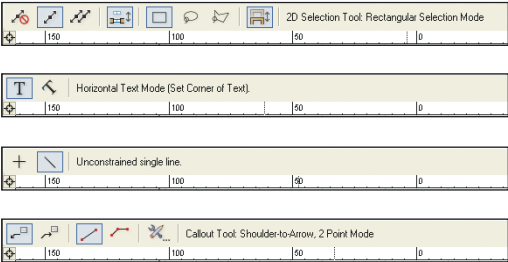 2D Selection Tool: Rectangular Selection Mode
150 100 50 0
T Horizontal Text Mode (Set Corner of Text).
150 100 50 0
Unconstrained single line.
150 100 50 0
Callout Tool: Shoulder-to-Arrow, 2 Point Mode
150 100 50 0